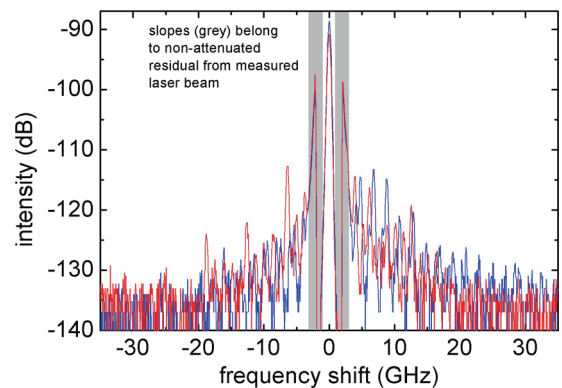 -90
-100
-110
-120
-130
-140
intensity (dB)
slopes (grey) belong
to non-attenuated
residual from measured
laser beam
-30 -20 -10 0 10 20 30
frequency shift (GHz)